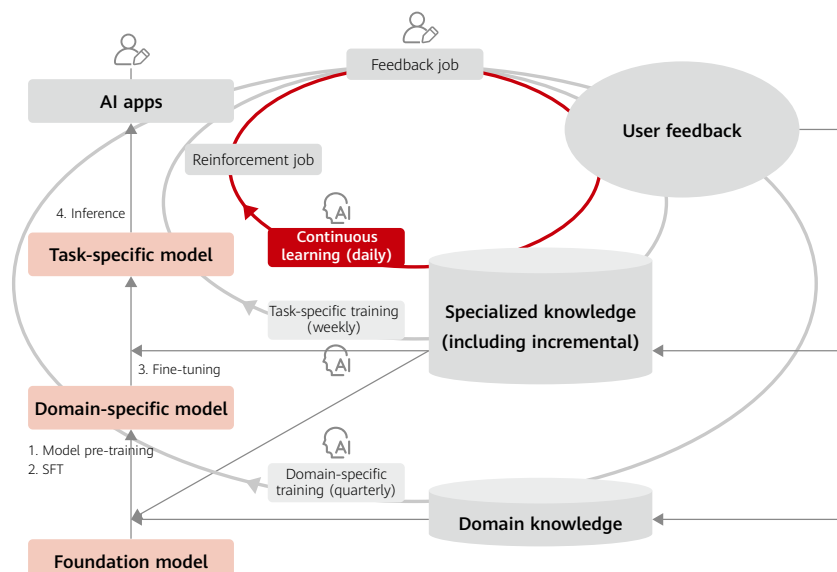 Feedback job
AI apps
User feedback
Reinforcement job
4. Inference
AI
Continuous
learning (daily)
Task-specific model
Task-specific training
(weekly)
Specialized knowledge
(including incremental)
AI
3. Fine-tuning
Domain-specific model
1. Model pre-training
2. SFT
AI
Domain-specific
training (quarterly)
Domain knowledge
Foundation model